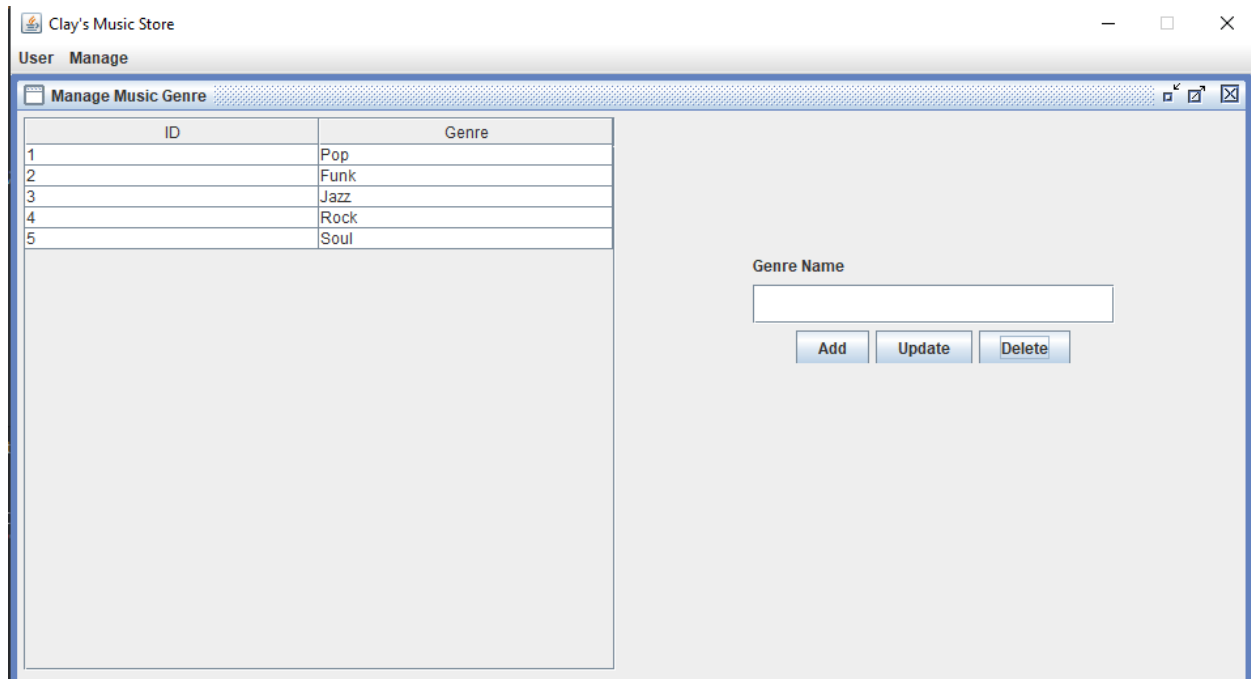 Clay's Music Store
User Manage
Manage Music Genre
ID Genre
1 Pop
2 Funk
3 Jazz
4 Rock
5 Soul
Genre Name
Add Update Delete